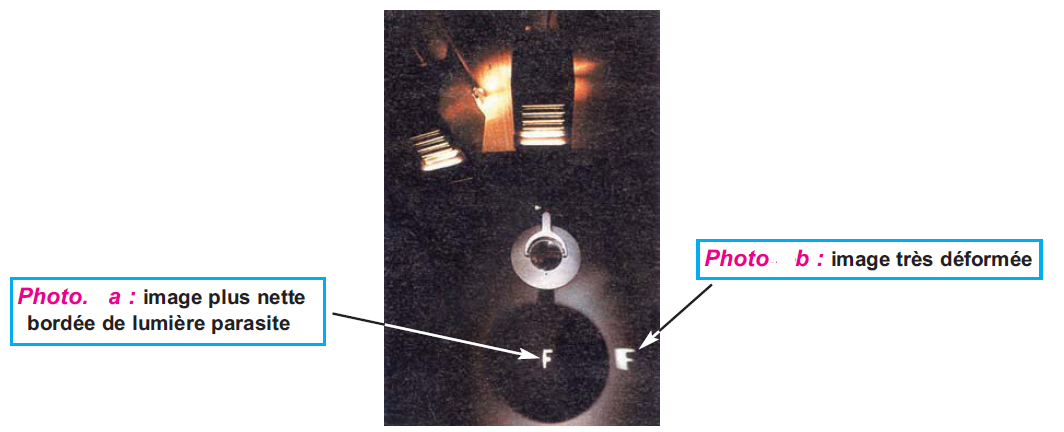 Photo. a : image plus nette
bordée de lumière parasite
F
F
Photo b : image très déformée